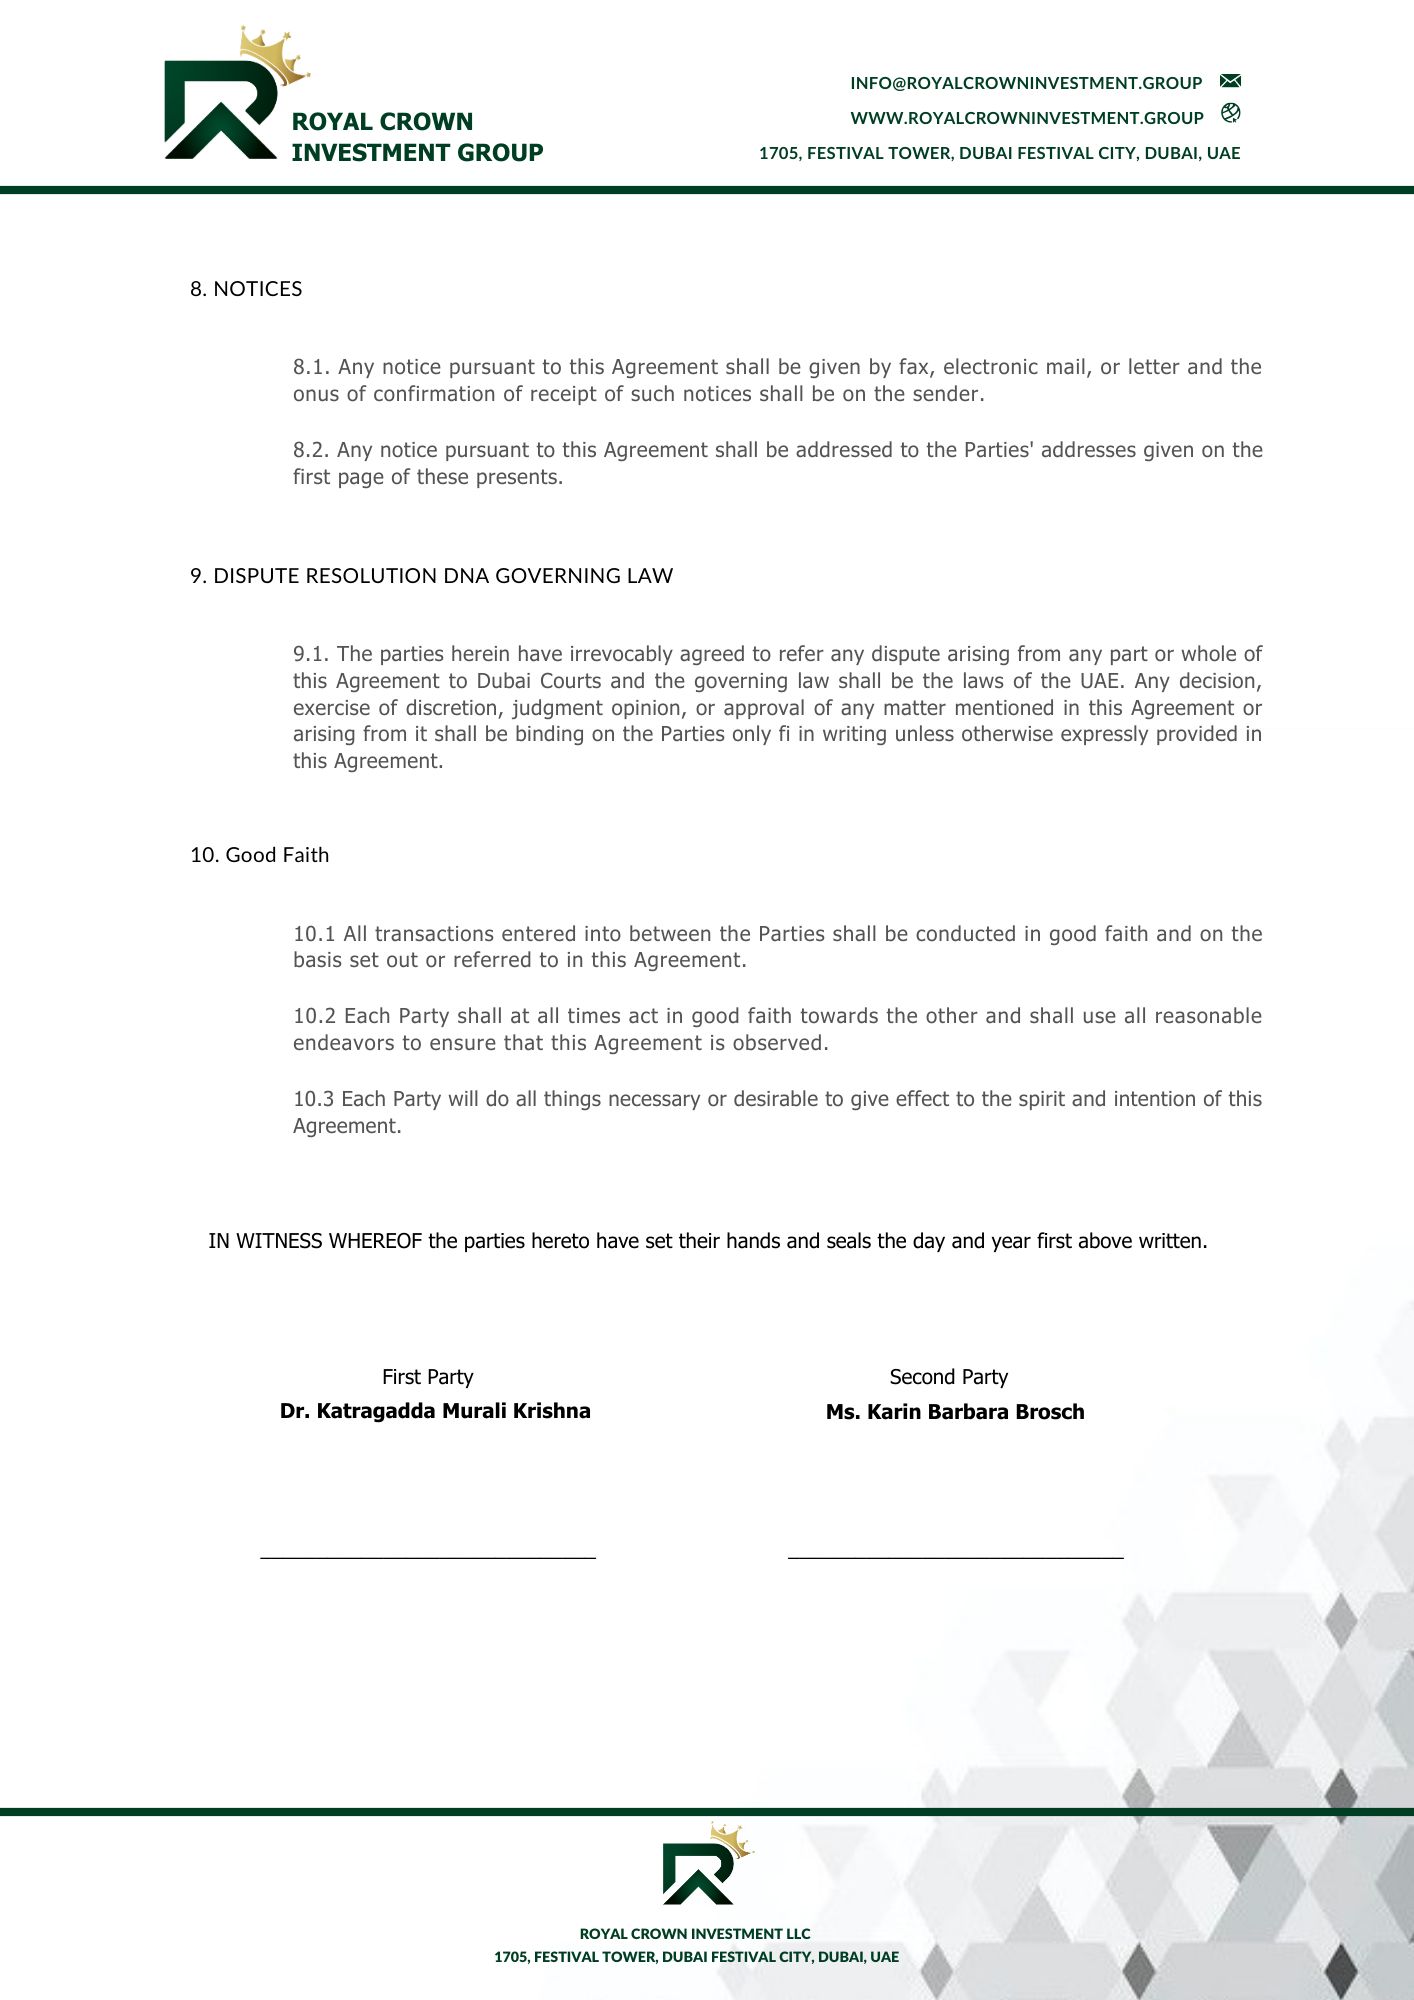 ROYAL CROWN
INVESTMENT GROUP
INFO@ROYALCROWNINVESTMENT.GROUP
WWW.ROYALCROWNINVESTMENT.GROUP
1705, FESTIVAL TOWER, DUBAI FESTIVAL CITY, DUBAI, UAE
8. NOTICES
8.1. Any notice pursuant to this Agreement shall be given by fax, electronic mail, or letter and the
onus of confirmation of receipt of such notices shall be on the sender.
8.2. Any notice pursuant to this Agreement shall be addressed to the Parties' addresses given on the
first page of these presents.
9. DISPUTE RESOLUTION DNA GOVERNING LAW
9.1. The parties herein have irrevocably agreed to refer any dispute arising from any part or whole of
this Agreement to Dubai Courts and the governing law shall be the laws of the UAE. Any decision,
exercise of discretion, judgment opinion, or approval of any matter mentioned in this Agreement or
arising from it shall be binding on the Parties only fi in writing unless otherwise expressly provided in
this Agreement.
10. Good Faith
10.1 All transactions entered into between the Parties shall be conducted in good faith and on the
basis set out or referred to in this Agreement.
10.2 Each Party shall at all times act in good faith towards the other and shall use all reasonable
endeavors to ensure that this Agreement is observed.
10.3 Each Party will do all things necessary or desirable to give effect to the spirit and intention of this
Agreement.
IN WITNESS WHEREOF the parties hereto have set their hands and seals the day and year first above written.
First Party
Dr. Katragadda Murali Krishna
Second Party
Ms. Karin Barbara Brosch
ROYAL CROWN INVESTMENT LLC
1705, FESTIVAL TOWER, DUBAI FESTIVAL CITY, DUBAI, UAE